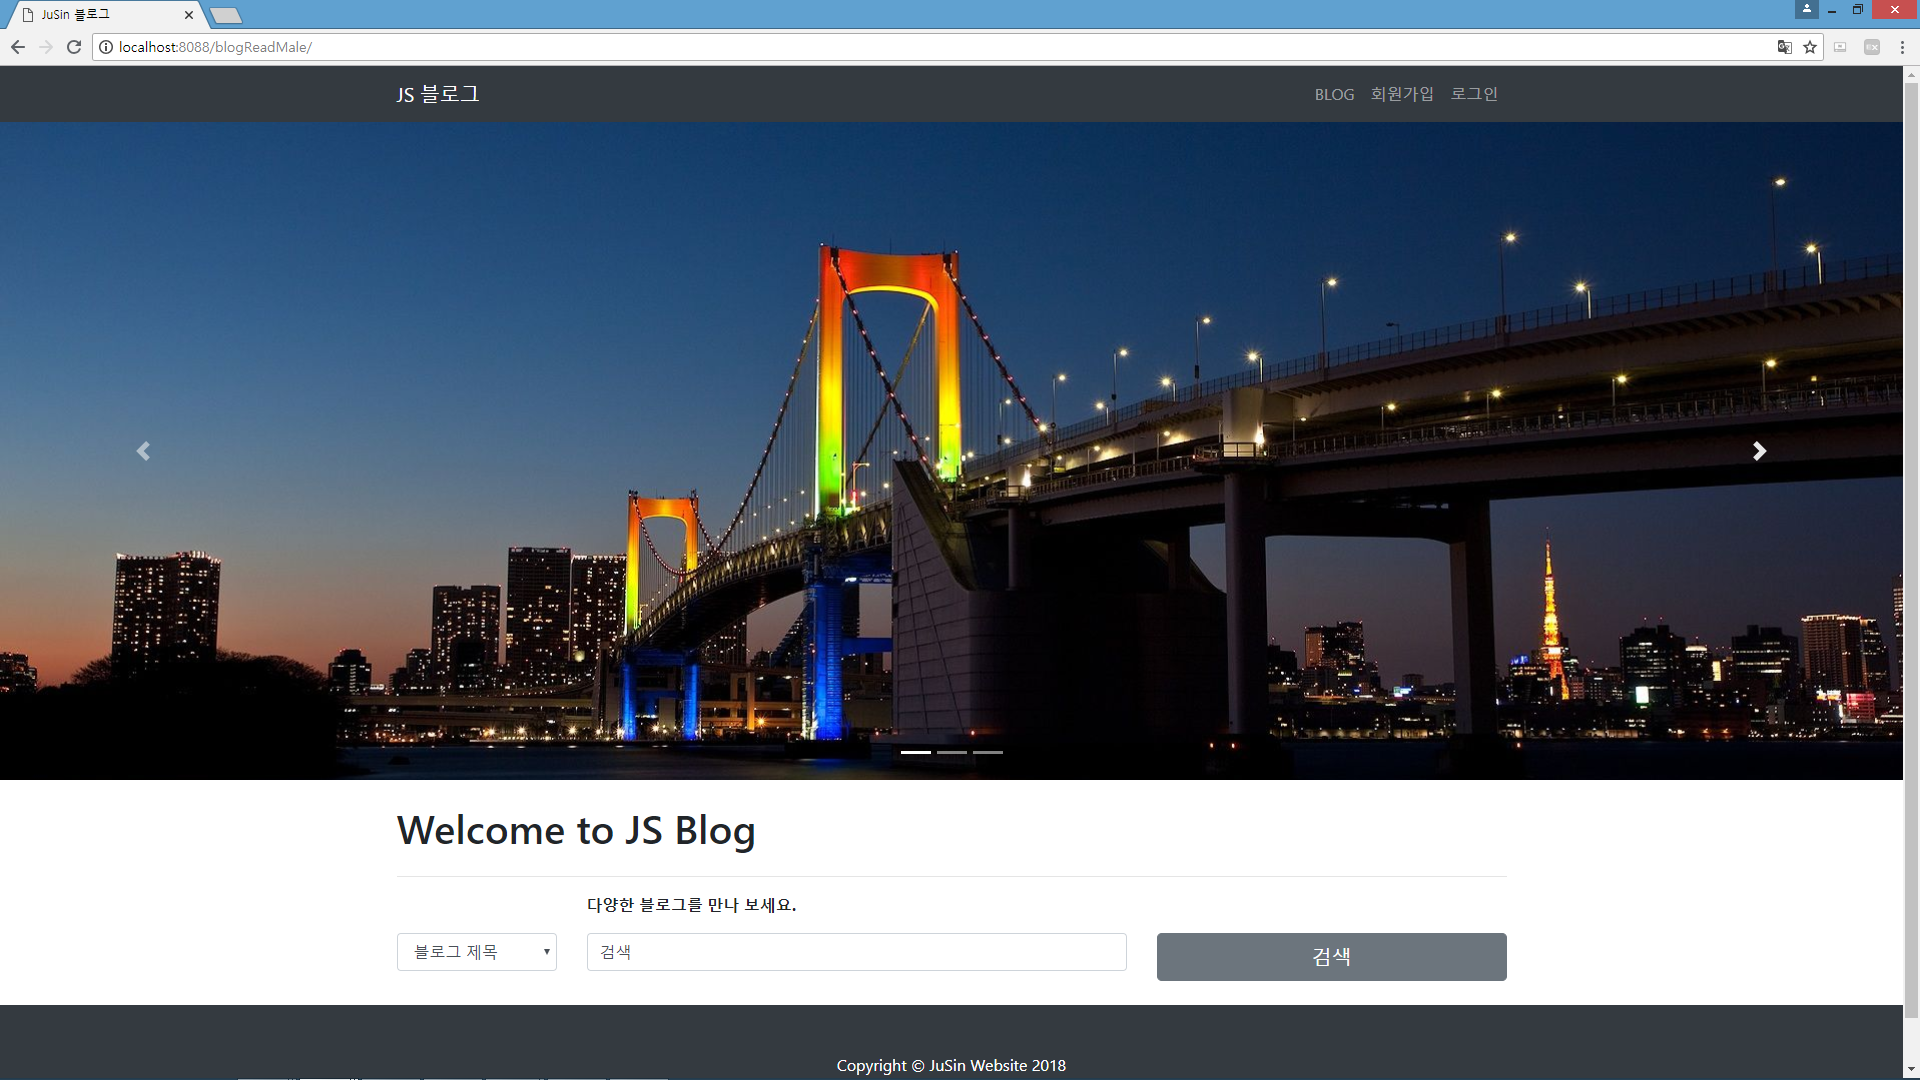 JuSin 블로그
localhost:8088/blogReadMale/
JS 블로그
BLOG 회원가입 로그인
Welcome to JS Blog
다양한 블로그를 만나 보세요.
블로그 제목 검색 검색
Copyright © JuSin Website 2018